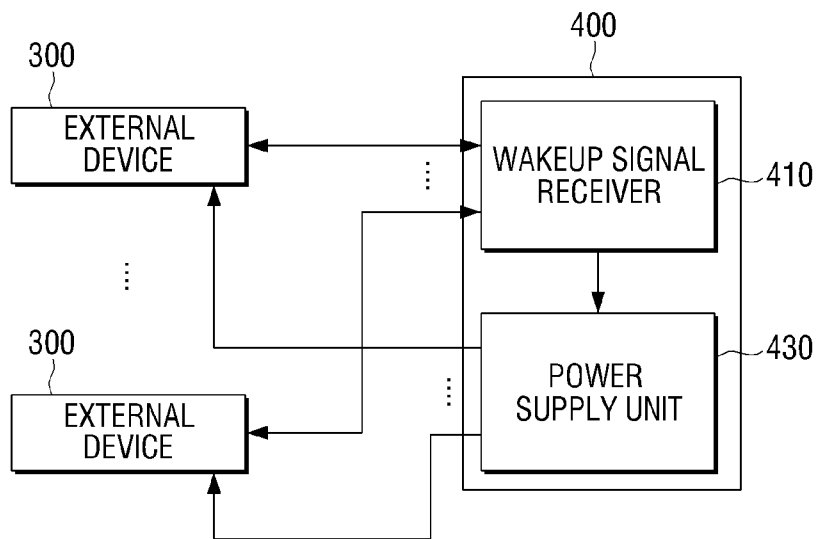 300
400
EXTERNAL
DEVICE
WAKEUP SIGNAL
RECEIVER
410
300
430
EXTERNAL
DEVICE
POWER
SUPPLY UNIT